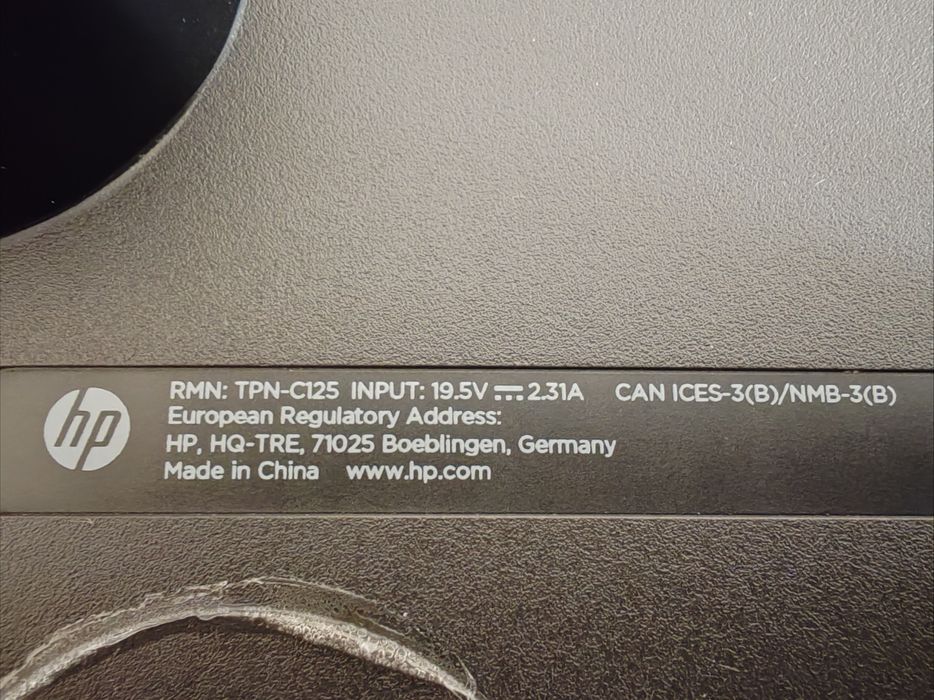 hp
RMN: TPN-C125 INPUT: 19.5V ⎓ 2.31A CAN ICES-3(B)/NMB-3(B)
European Regulatory Address:
HP, HQ-TRE, 71025 Boeblingen, Germany
Made in China www.hp.com